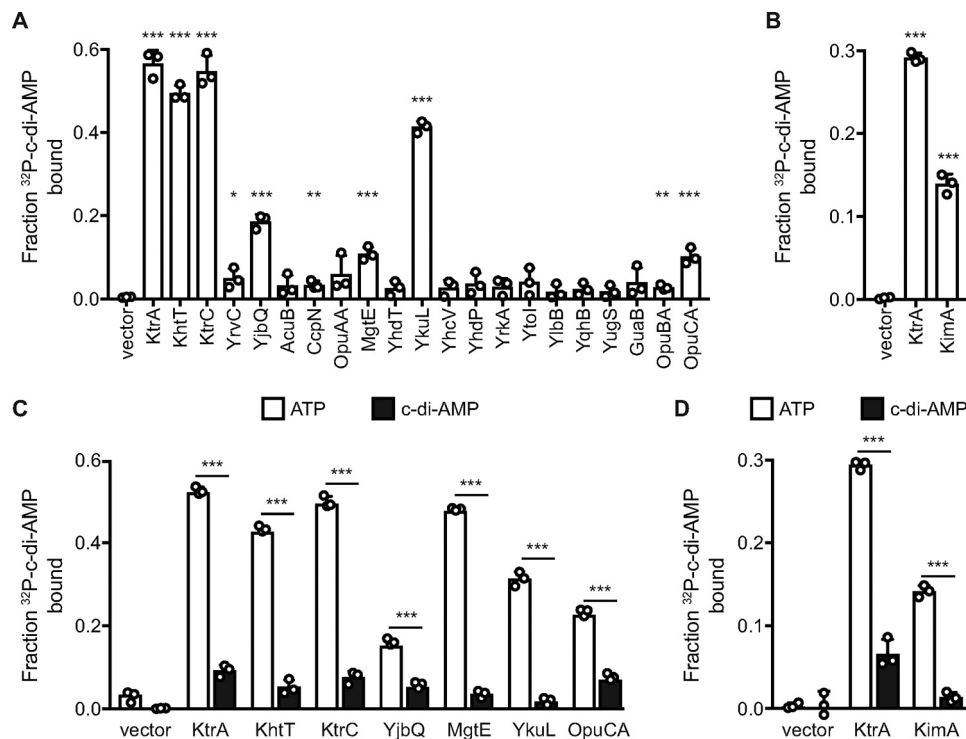 A
Fraction ³²P-c-di-AMP
bound
0.6
0.4
0.2
0.0
*** *** *** * *** ** *** *** ** ***
vector
KtrA
KhtT
KtrC
YrvC
YjbQ
AcuB
CcpN
OpuAA
MgtE
YhdT
YkuL
YhcV
YhdP
YrkA
YtoI
YlbB
YqhB
YugS
GuaB
OpuBA
OpuCA
B
Fraction ³²P-c-di-AMP
bound
0.3
0.2
0.1
0.0
*** ***
vector
KtrA
KimA
C
ATP c-di-AMP
Fraction ³²P-c-di-AMP
bound
0.6
0.4
0.2
0.0
*** *** *** *** *** *** ***
vector KtrA KhtT KtrC YjbQ MgtE YkuL OpuCA
D
ATP c-di-AMP
Fraction ³²P-c-di-AMP
bound
0.3
0.2
0.1
0.0
*** ***
vector KtrA KimA